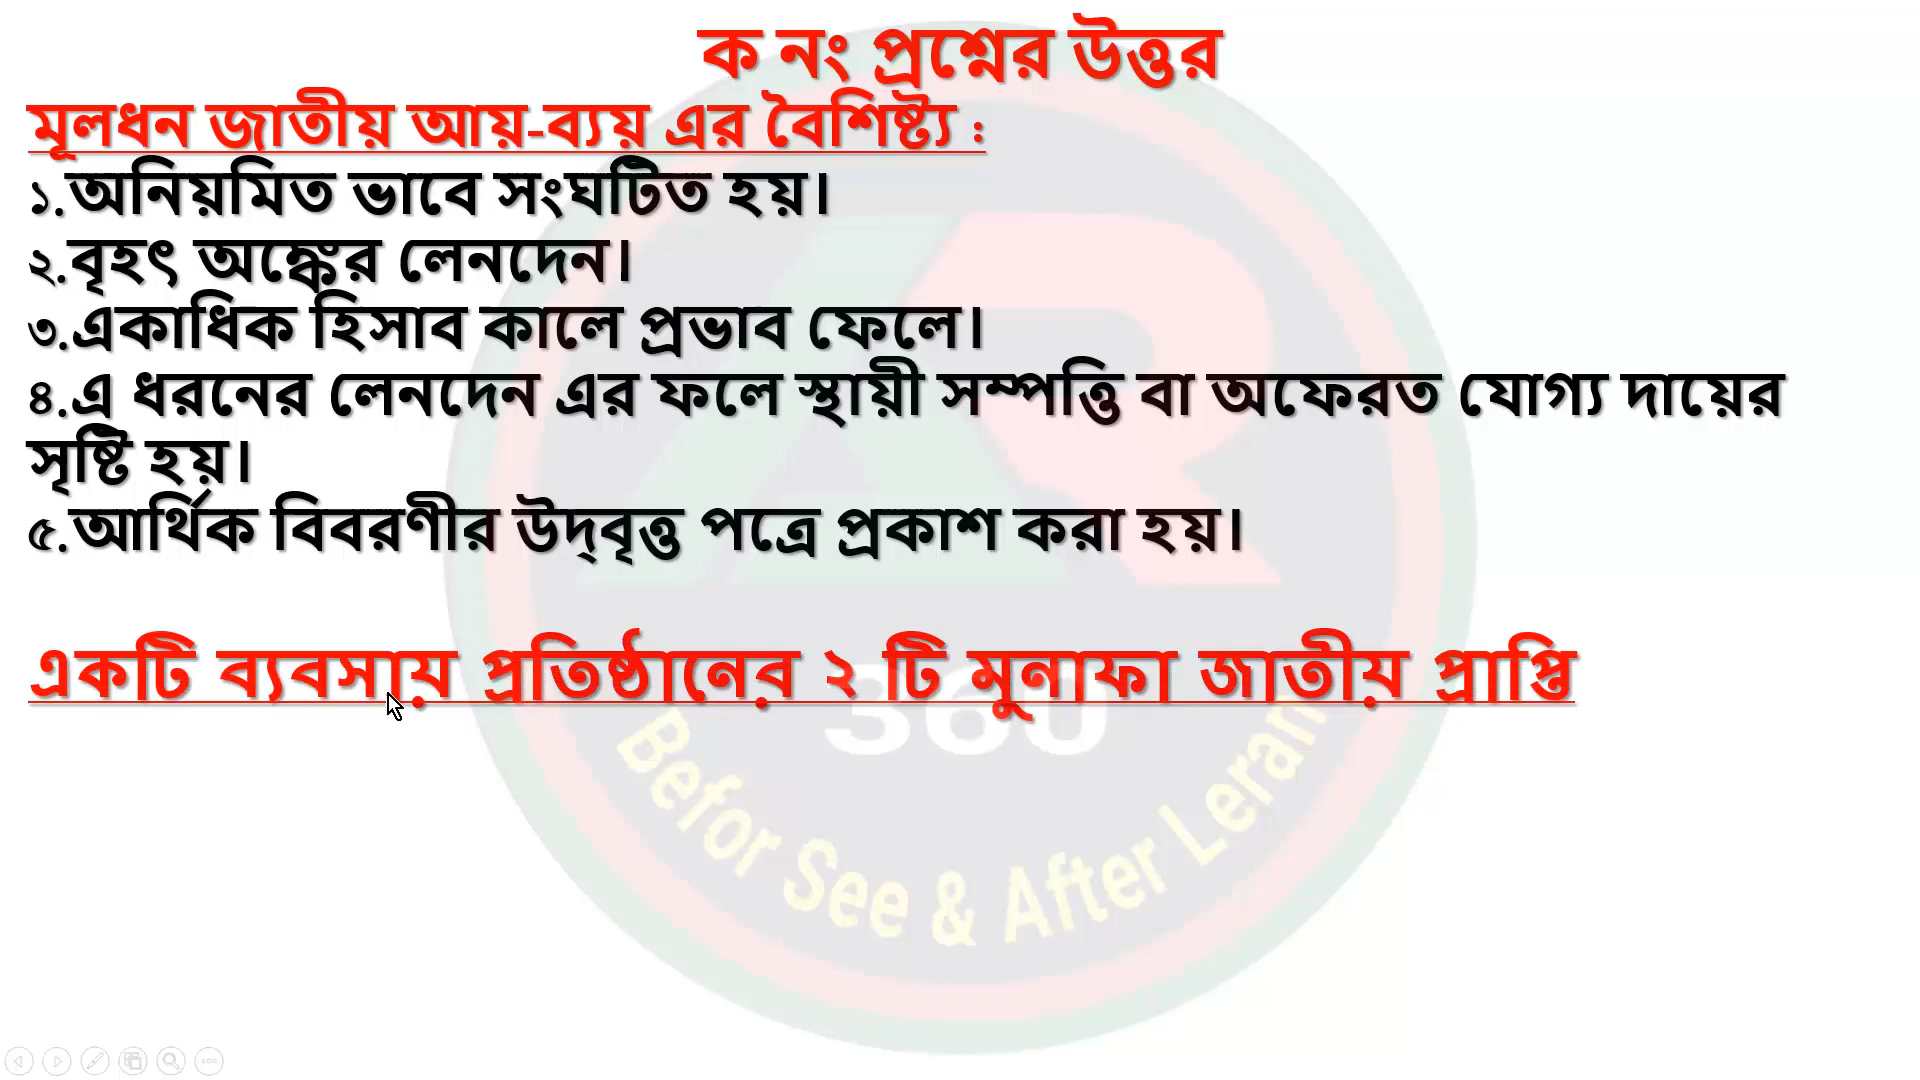 ক নং প্রশ্নের উত্তর
মূলধন জাতীয় আয়-ব্যয় এর বৈশিষ্ট্য :
১.অনিয়মিত ভাবে সংঘটিত হয়।
২.বৃহৎ অঙ্কের লেনদেন।
৩.একাধিক হিসাব কালে প্রভাব ফেলে।
৪.এ ধরনের লেনদেন এর ফলে স্থায়ী সম্পত্তি বা অফেরত যোগ্য দায়ের
সৃষ্টি হয়।
৫.আর্থিক বিবরণীর উদ্‌বৃত্ত পত্রে প্রকাশ করা হয়।
একটি ব্যবসায় প্রতিষ্ঠানের ২ টি মুনাফা জাতীয় প্রাপ্তি
AR
360
Befor See & After Leran